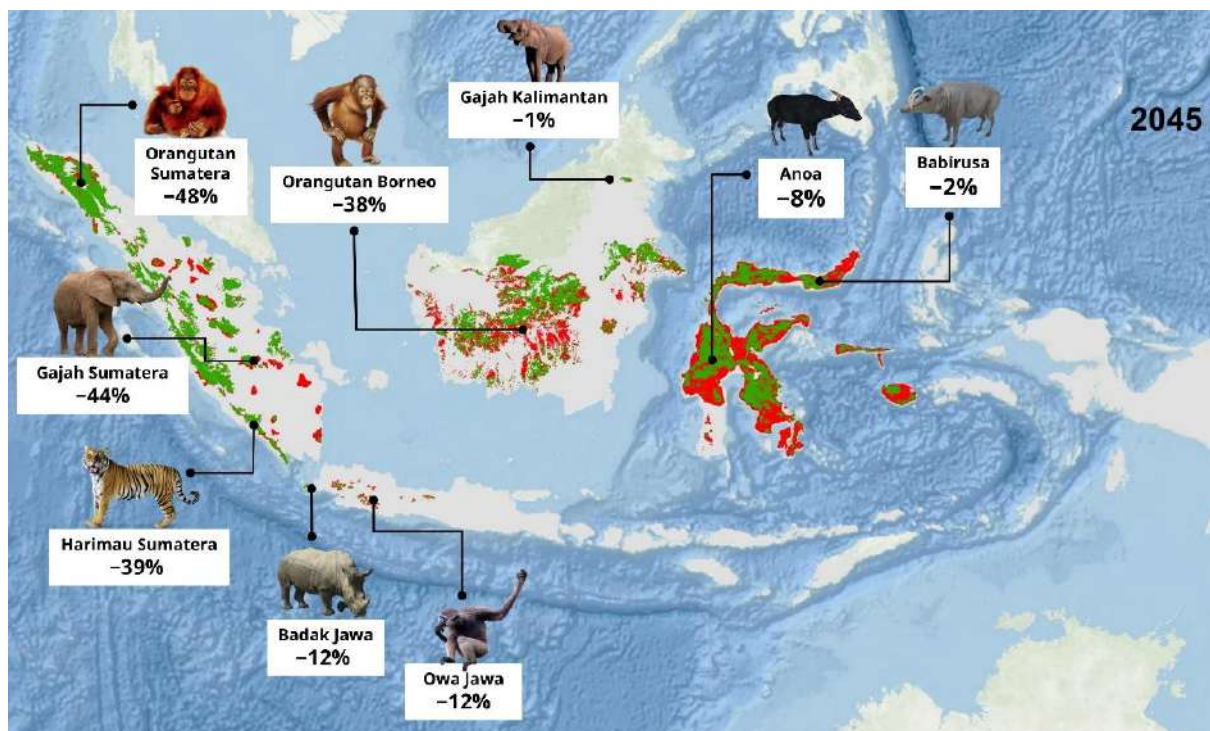 Gajah Kalimantan
−1%
2045
Orangutan
Sumatera
−48%
Orangutan Borneo
−38%
Anoa
−8%
Babirusa
−2%
Gajah Sumatera
−44%
Harimau Sumatera
−39%
Badak Jawa
−12%
Owa Jawa
−12%